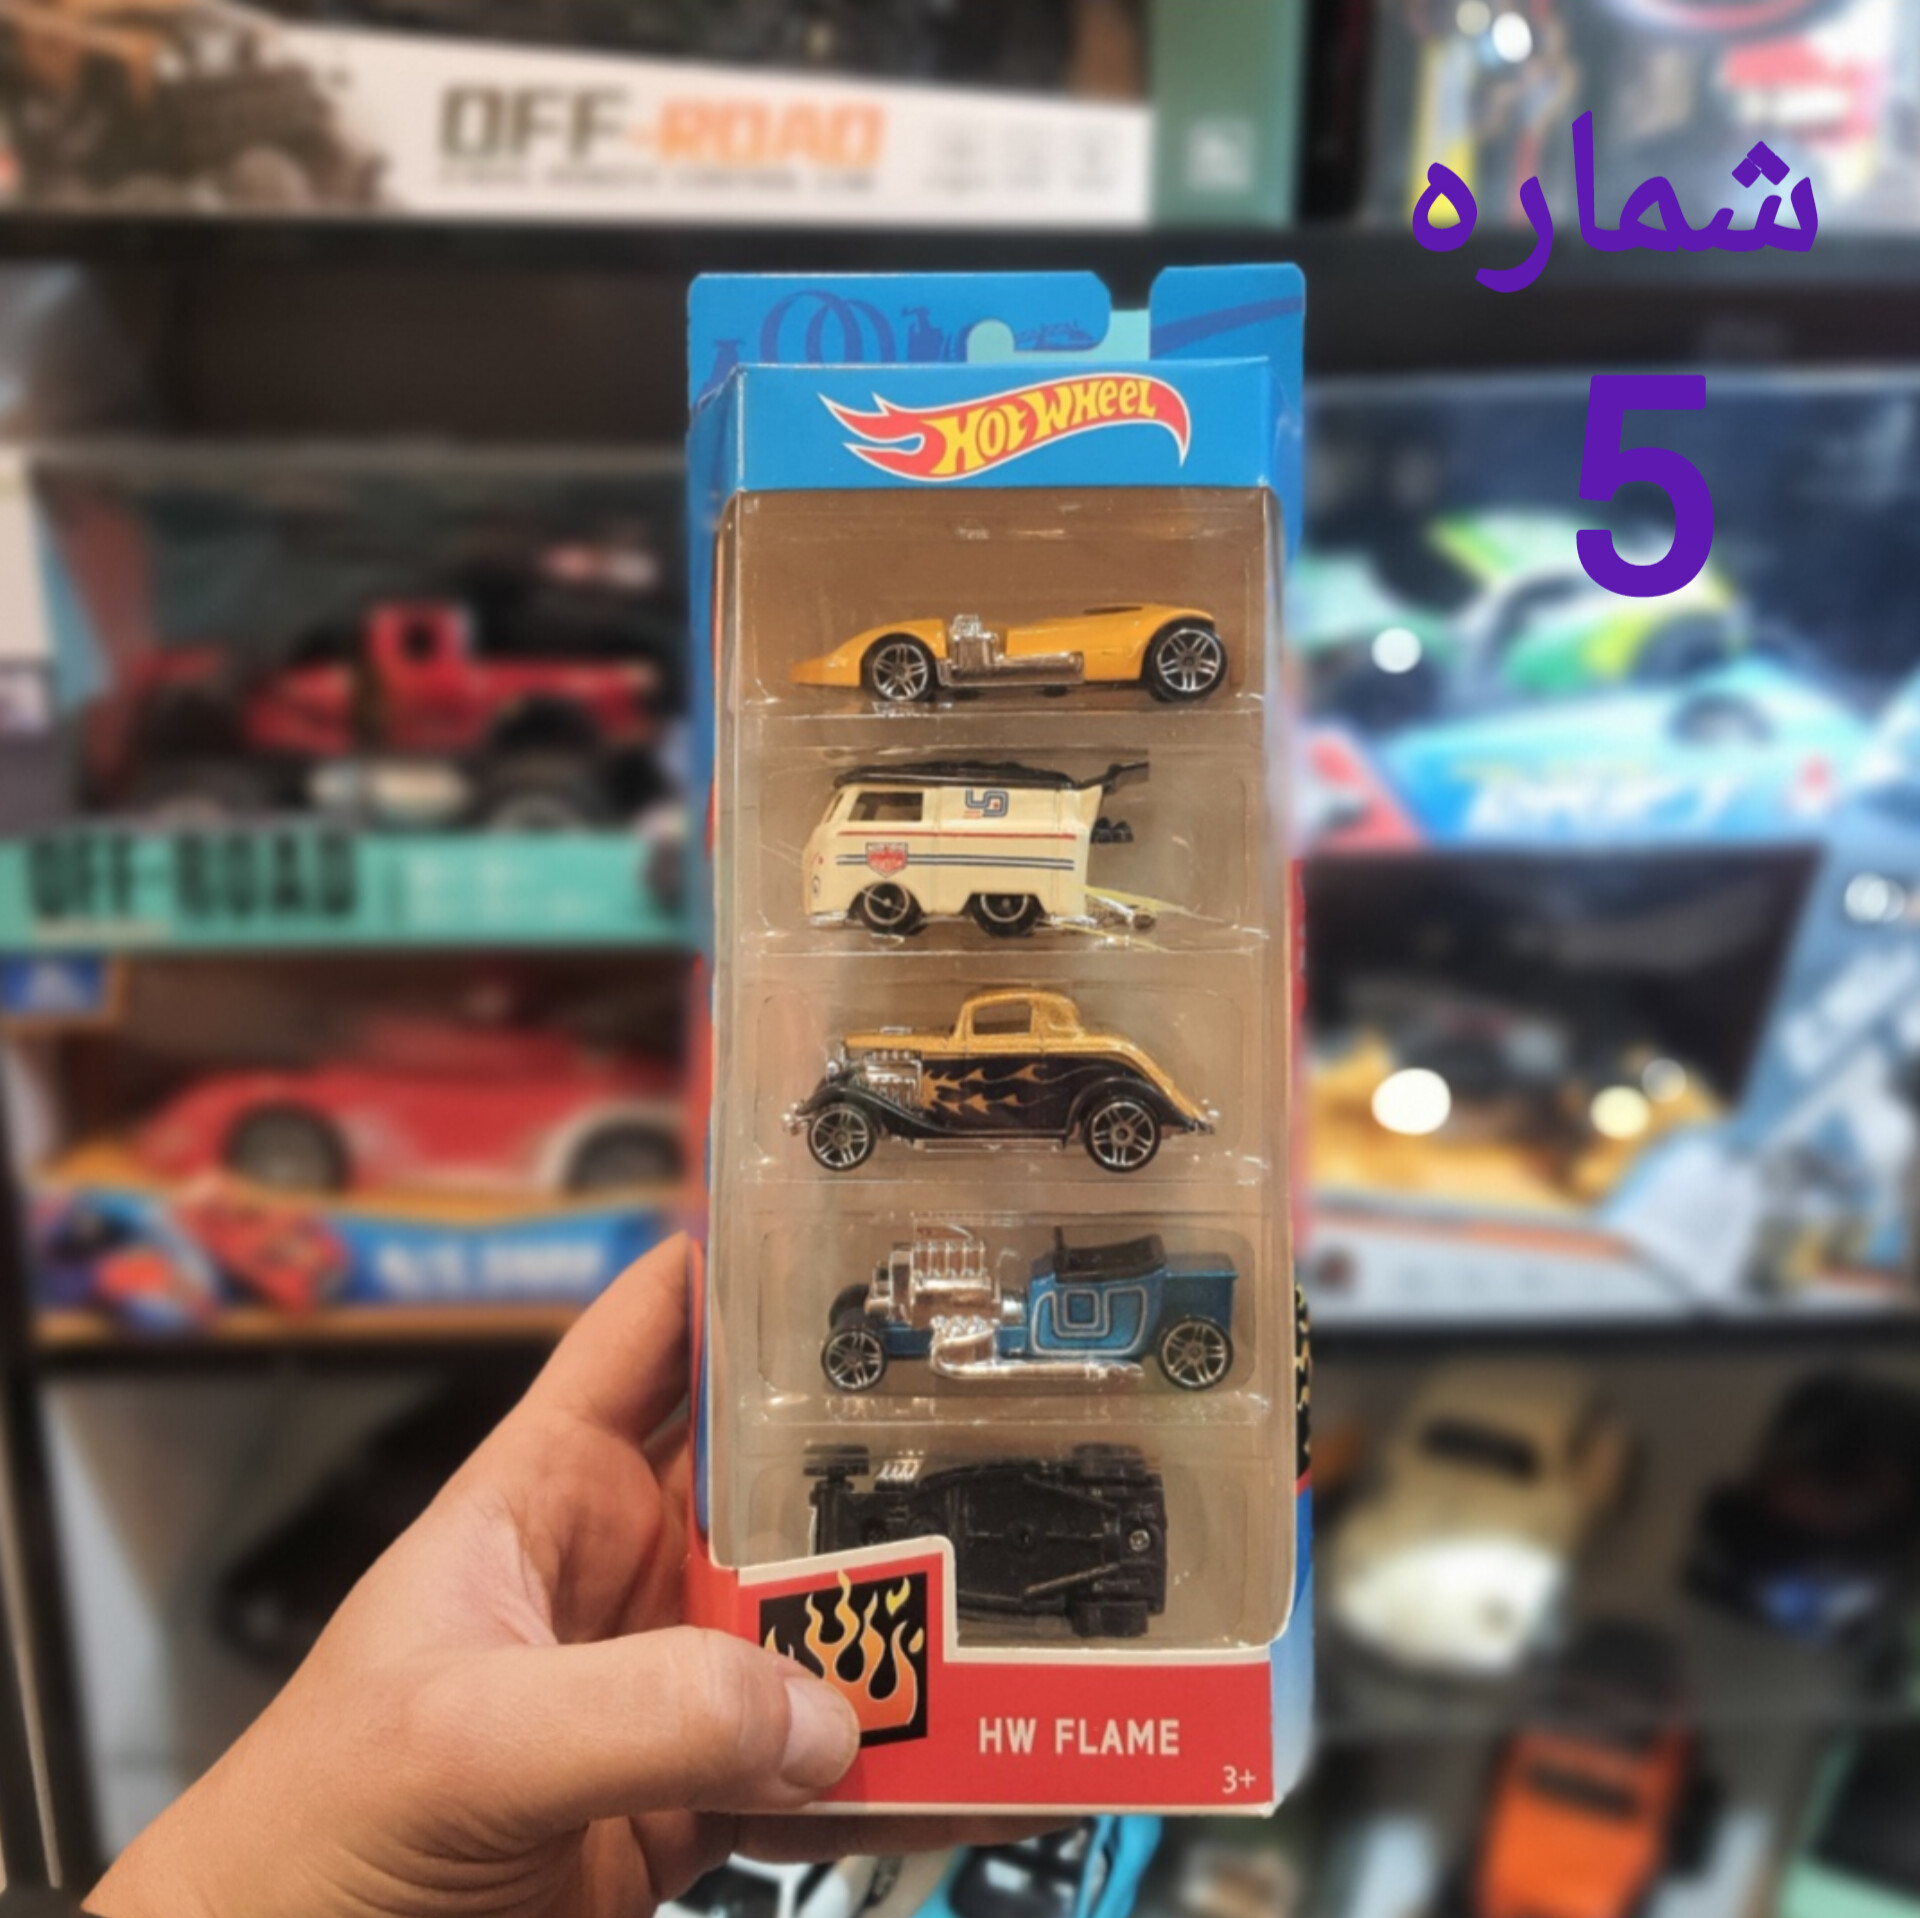 OFF-ROAD
شماره
5
HOT WHEEL
OFF-ROAD
HW FLAME
3+